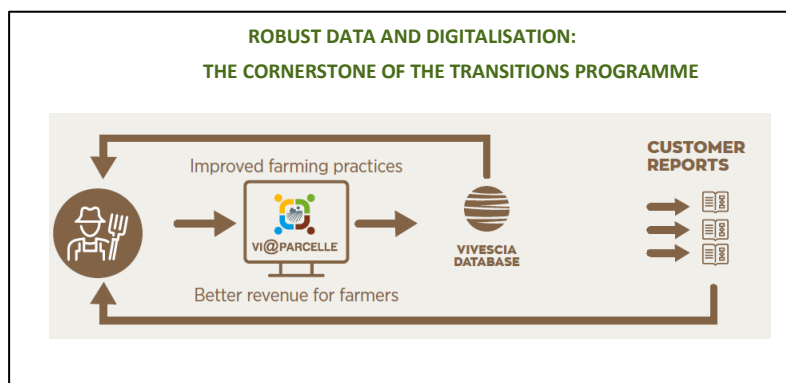 ROBUST DATA AND DIGITALISATION:
THE CORNERSTONE OF THE TRANSITIONS PROGRAMME
Improved farming practices
VI@PARCELLE
Better revenue for farmers
VIVESCIA
DATABASE
CUSTOMER
REPORTS